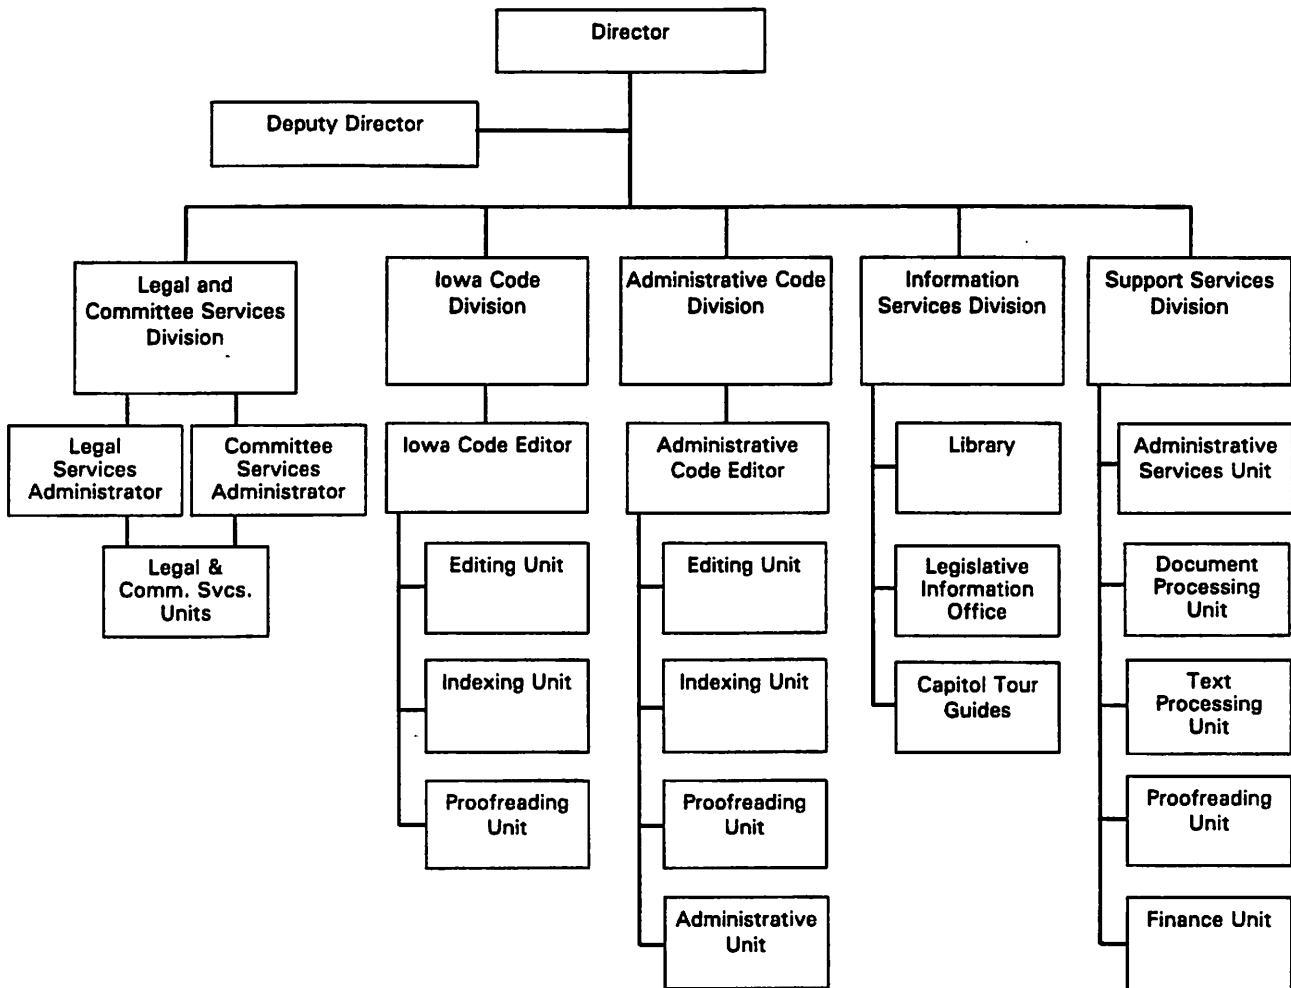 Director
Deputy Director
Legal and
Committee Services
Division
Iowa Code
Division
Administrative Code
Division
Information
Services Division
Support Services
Division
Legal
Services
Administrator
Committee
Services
Administrator
Legal &
Comm. Svcs.
Units
Iowa Code Editor
Editing Unit
Indexing Unit
Proofreading
Unit
Administrative
Code Editor
Editing Unit
Indexing Unit
Proofreading
Unit
Administrative
Unit
Library
Legislative
Information
Office
Capitol Tour
Guides
Administrative
Services Unit
Document
Processing
Unit
Text
Processing
Unit
Proofreading
Unit
Finance Unit